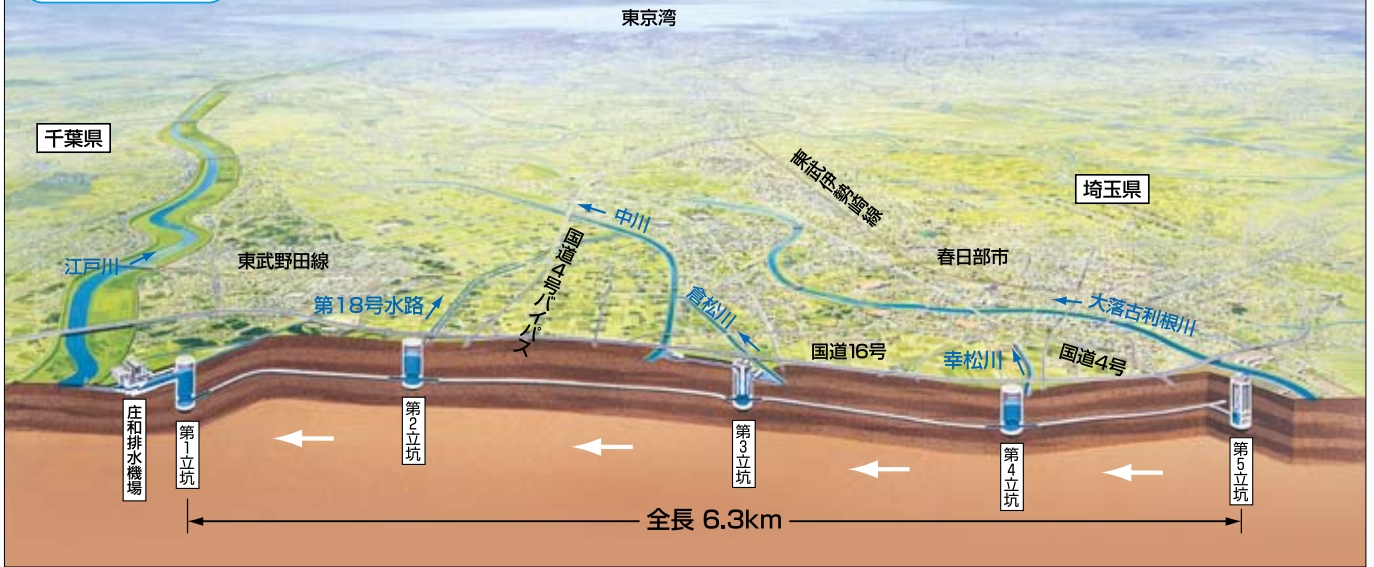 東京湾
千葉県
東武伊勢崎線
埼玉県
中川
江戸川
東武野田線
国道4号バイパス
春日部市
第18号水路
倉松川
大落古利根川
国道16号
幸松川
国道4号
庄和排水機場
第1立坑
第2立坑
第3立坑
第4立坑
第5立坑
全長 6.3km